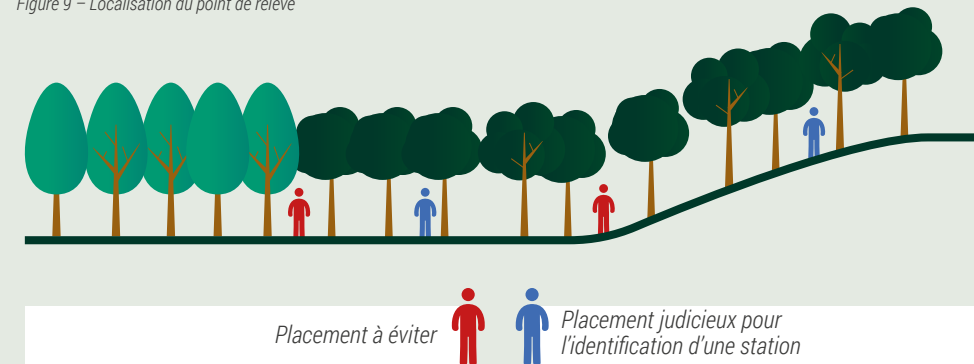 Figure 9 – Localisation du point de relevé
Placement à éviter
Placement judicieux pour
l'identification d'une station